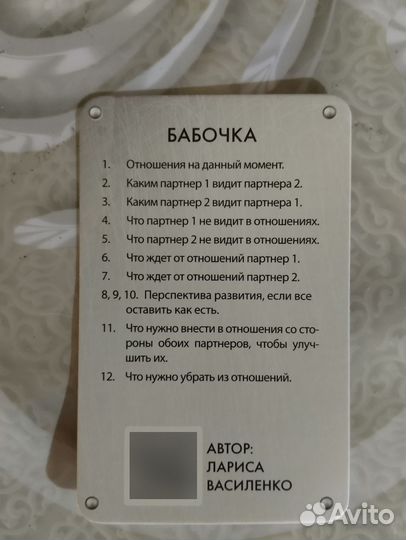 БАБОЧКА
1. Отношения на данный момент.
2. Каким партнер 1 видит партнера 2.
3. Каким партнер 2 видит партнера 1.
4. Что партнер 1 не видит в отношениях.
5. Что партнер 2 не видит в отношениях.
6. Что ждет от отношений партнер 1.
7. Что ждет от отношений партнер 2.
8, 9, 10. Перспектива развития, если все
оставить как есть.
11. Что нужно внести в отношения со сто-
роны обоих партнеров, чтобы улуч-
шить их.
12. Что нужно убрать из отношений.
АВТОР:
ЛАРИСА
ВАСИЛЕНКО
Avito